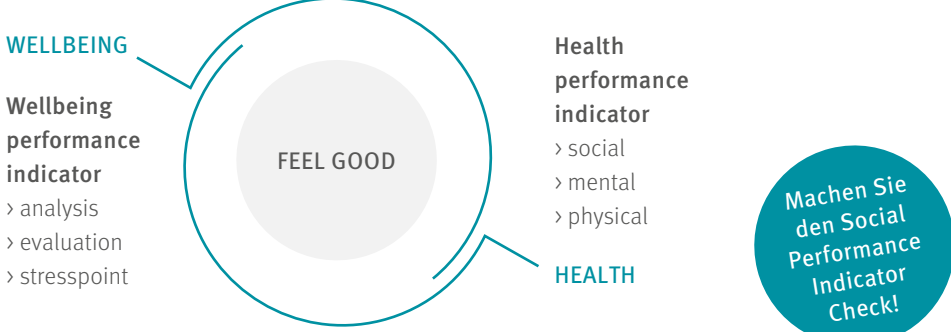 WELLBEING
Wellbeing
performance
indicator
› analysis
› evaluation
› stresspoint
FEEL GOOD
Health
performance
indicator
› social
› mental
› physical
HEALTH
Machen Sie
den Social
Performance
Indicator
Check!